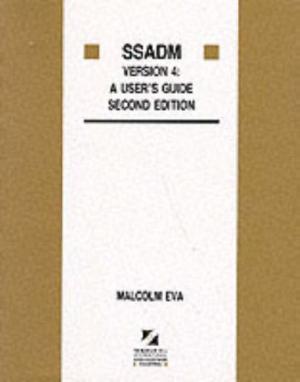 SSADM
VERSION 4:
A USER'S GUIDE
SECOND EDITION
MALCOLM EVA